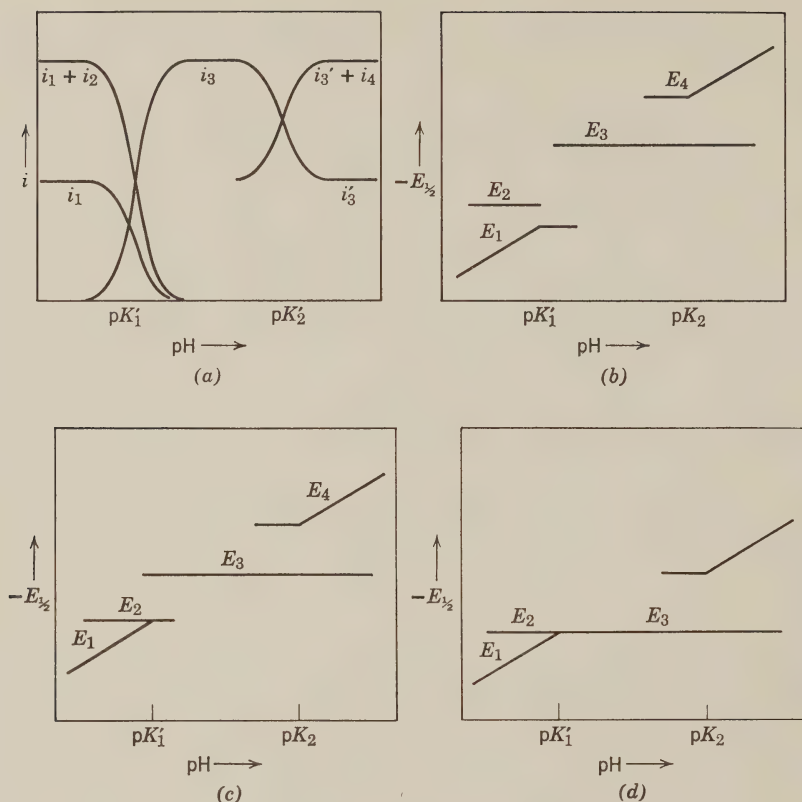 i₁ + i₂
i₃
i₃′ + i₄
i₁
i′₃
i
pK′₁
pK′₂
pH
(a)
E₄
E₃
−E½
E₂
E₁
pK′₁
pK₂
pH
(b)
E₄
E₃
−E½
E₂
E₁
pK′₁
pK₂
pH
(c)
−E½
E₂
E₃
E₁
pK′₁
pK₂
pH
(d)